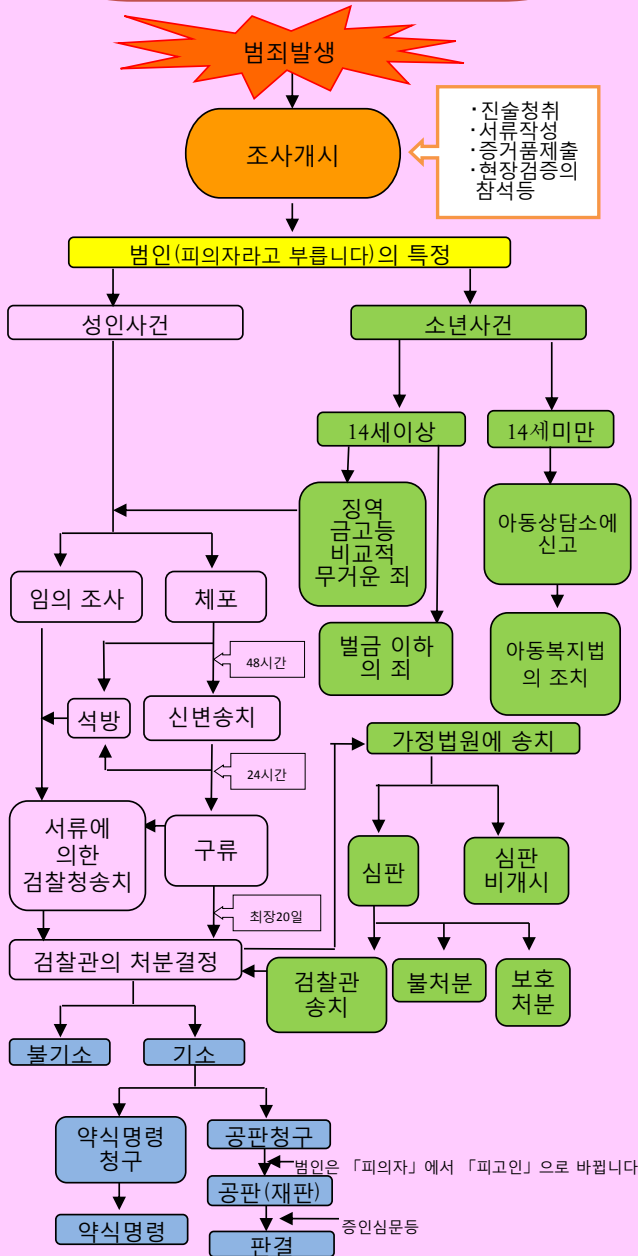 범죄발생
조사개시
·진술청취
·서류작성
·증거품제출
·현장검증의
참석등
범인(피의자라고 부릅니다)의 특정
성인사건
소년사건
14세이상
14세미만
징역
금고등
비교적
무거운 죄
아동상담소에
신고
임의 조사
체포
벌금 이하
의 죄
아동복지법
의 조치
48시간
석방
신변송치
가정법원에 송치
24시간
서류에
의한
검찰청송치
구류
심판
심판
비개시
최장20일
검찰관의 처분결정
검찰관
송치
불처분
보호
처분
불기소
기소
약식명령
청구
공판청구
범인은 「피의자」에서 「피고인」으로 바뀝니다
공판(재판)
약식명령
증인심문등
판결